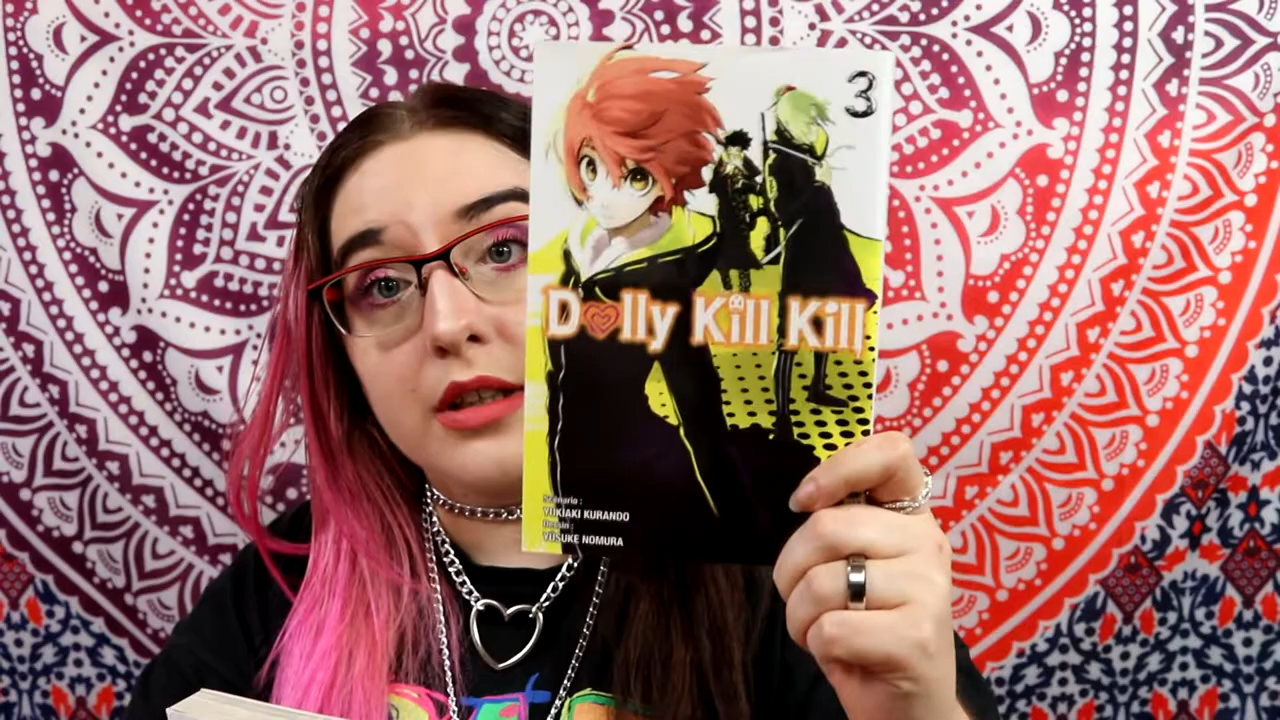 3
Dolly Kill Kill
Scénario :
YUKIAKI KURANDO
Dessin :
YUSUKE NOMURA